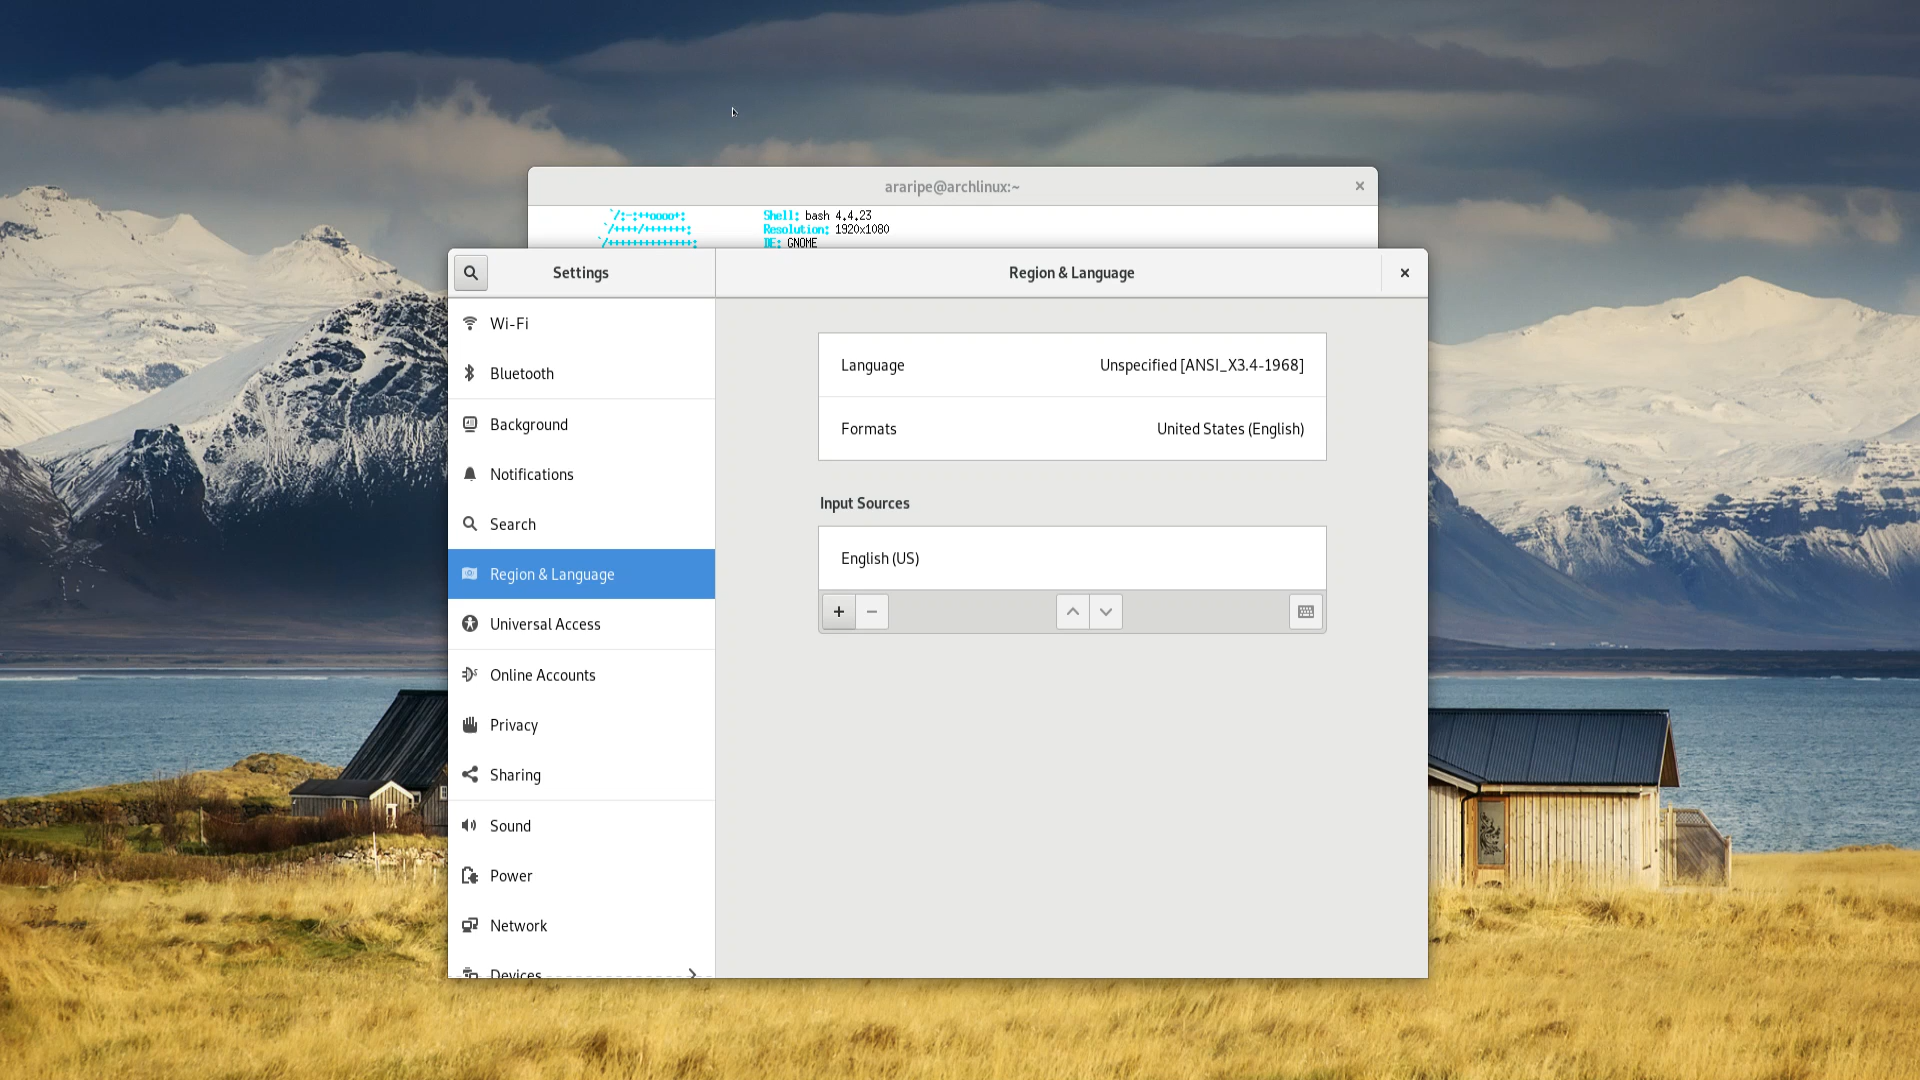 araripe@archlinux:~
`/:-:++oooo+: Shell: bash 4.4.23
`/++++/+++++++: Resolution: 1920x1080
`/++++++++++++++: DE: GNOME
Settings
Region & Language
Wi-Fi
Bluetooth
Background
Notifications
Search
Region & Language
Universal Access
Online Accounts
Privacy
Sharing
Sound
Power
Network
Devices
Language Unspecified [ANSI_X3.4-1968]
Formats United States (English)
Input Sources
English (US)